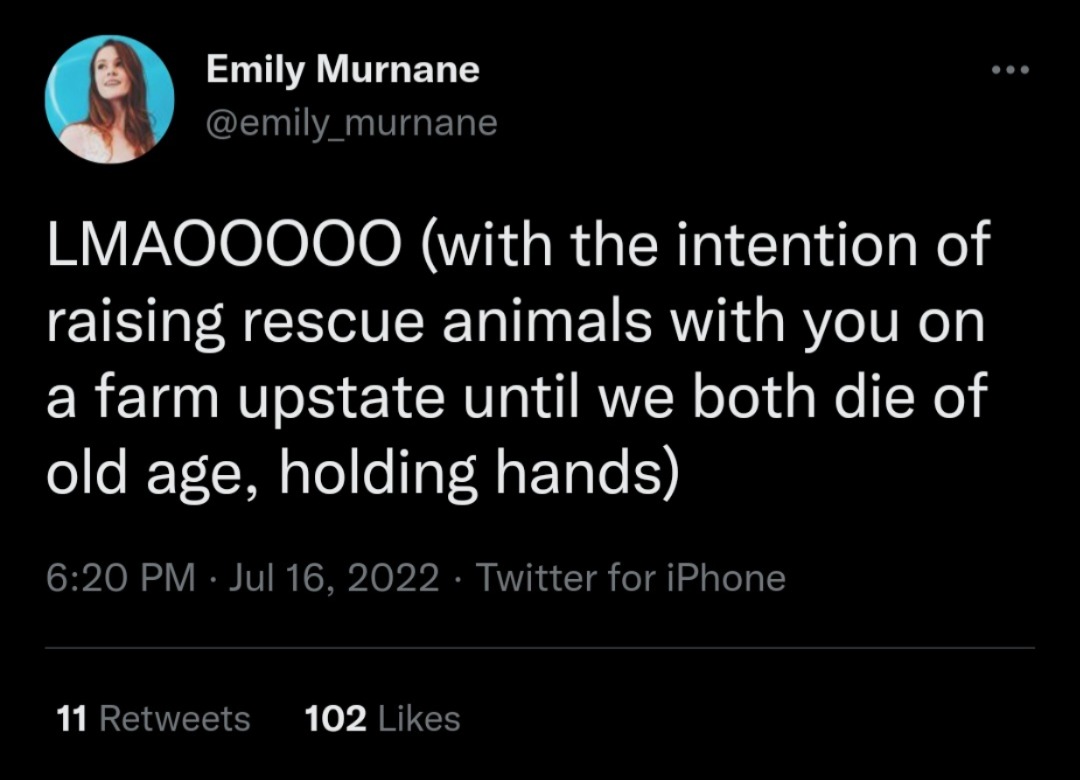 Emily Murnane
@emily_murnane
LMAOOOOO (with the intention of
raising rescue animals with you on
a farm upstate until we both die of
old age, holding hands)
6:20 PM · Jul 16, 2022 · Twitter for iPhone
11 Retweets 102 Likes